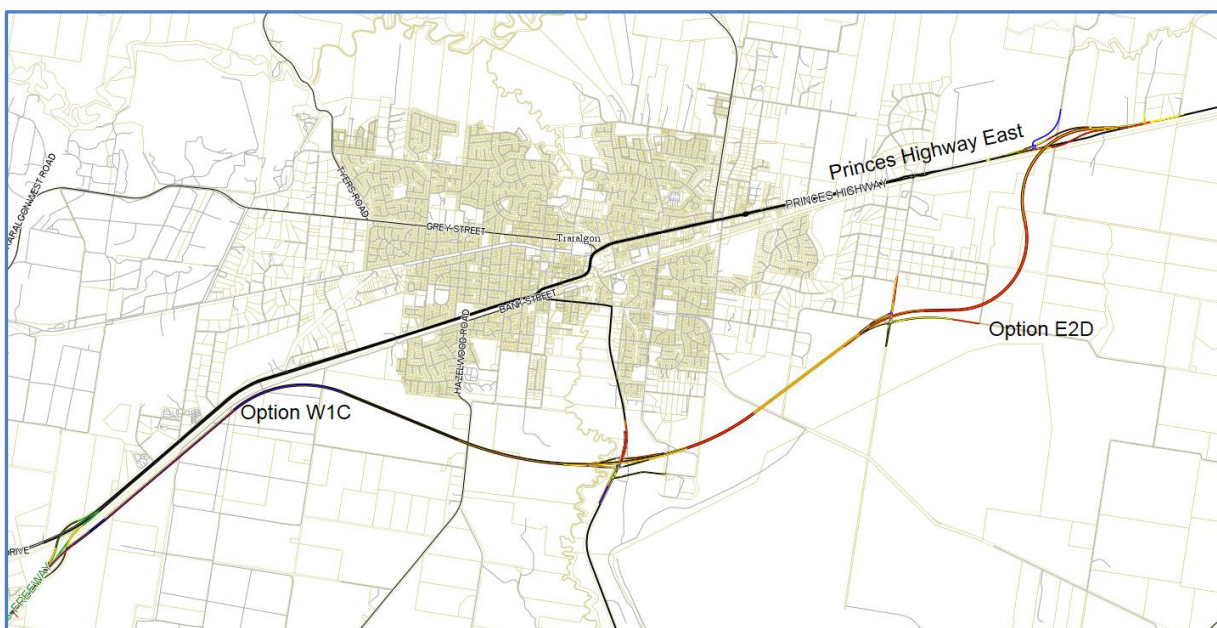 TYERS ROAD
TRARALGON WEST ROAD
Princes Highway East
PRINCES HIGHWAY
GREY STREET
Traralgon
BANK STREET
HAZELWOOD ROAD
Option W1C
Option E2D
DRIVE
FREEWAY